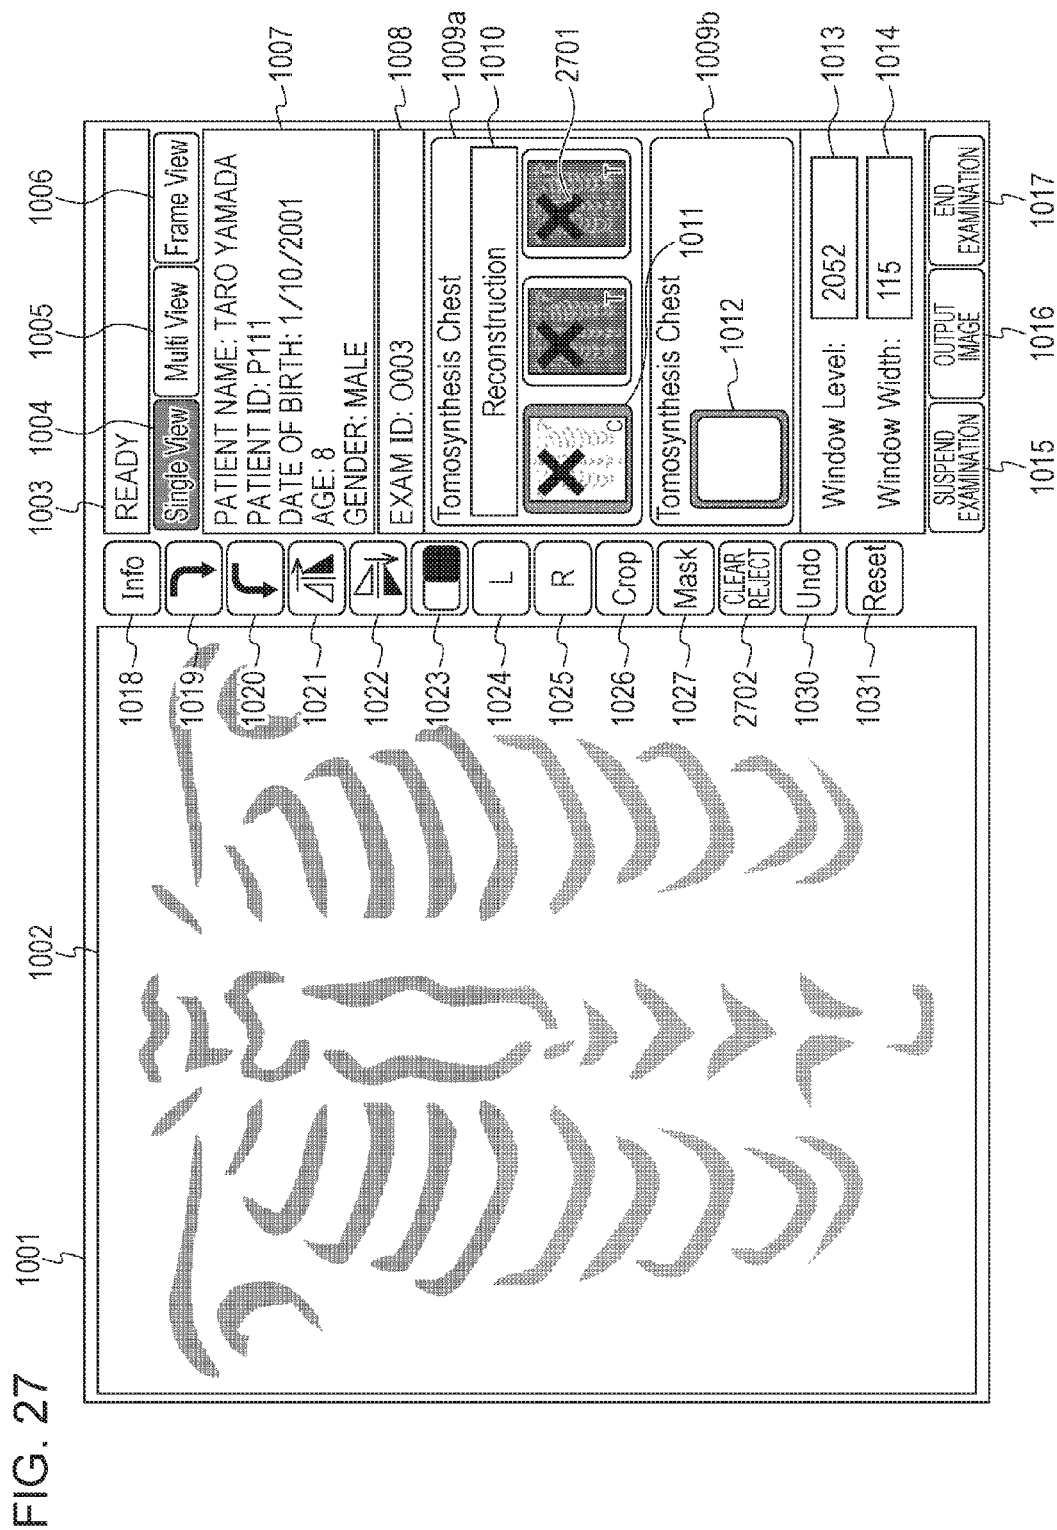 FIG. 27
1001
1002
1003
1004
1005
1006
READY
Single View
Multi View
Frame View
PATIENT NAME: TARO YAMADA
PATIENT ID: P111
DATE OF BIRTH: 1/10/2001
AGE: 8
GENDER: MALE
1007
EXAM ID: O003
1008
Tomosynthesis Chest
1009a
Reconstruction
1010
C
T
T
2701
1011
Tomosynthesis Chest
1009b
1012
Window Level:
2052
1013
Window Width:
115
1014
SUSPEND
EXAMINATION
OUTPUT
IMAGE
END
EXAMINATION
1015
1016
1017
1018
Info
1019
1020
1021
1022
1023
1024
L
1025
R
1026
Crop
1027
Mask
2702
CLEAR
REJECT
1030
Undo
1031
Reset